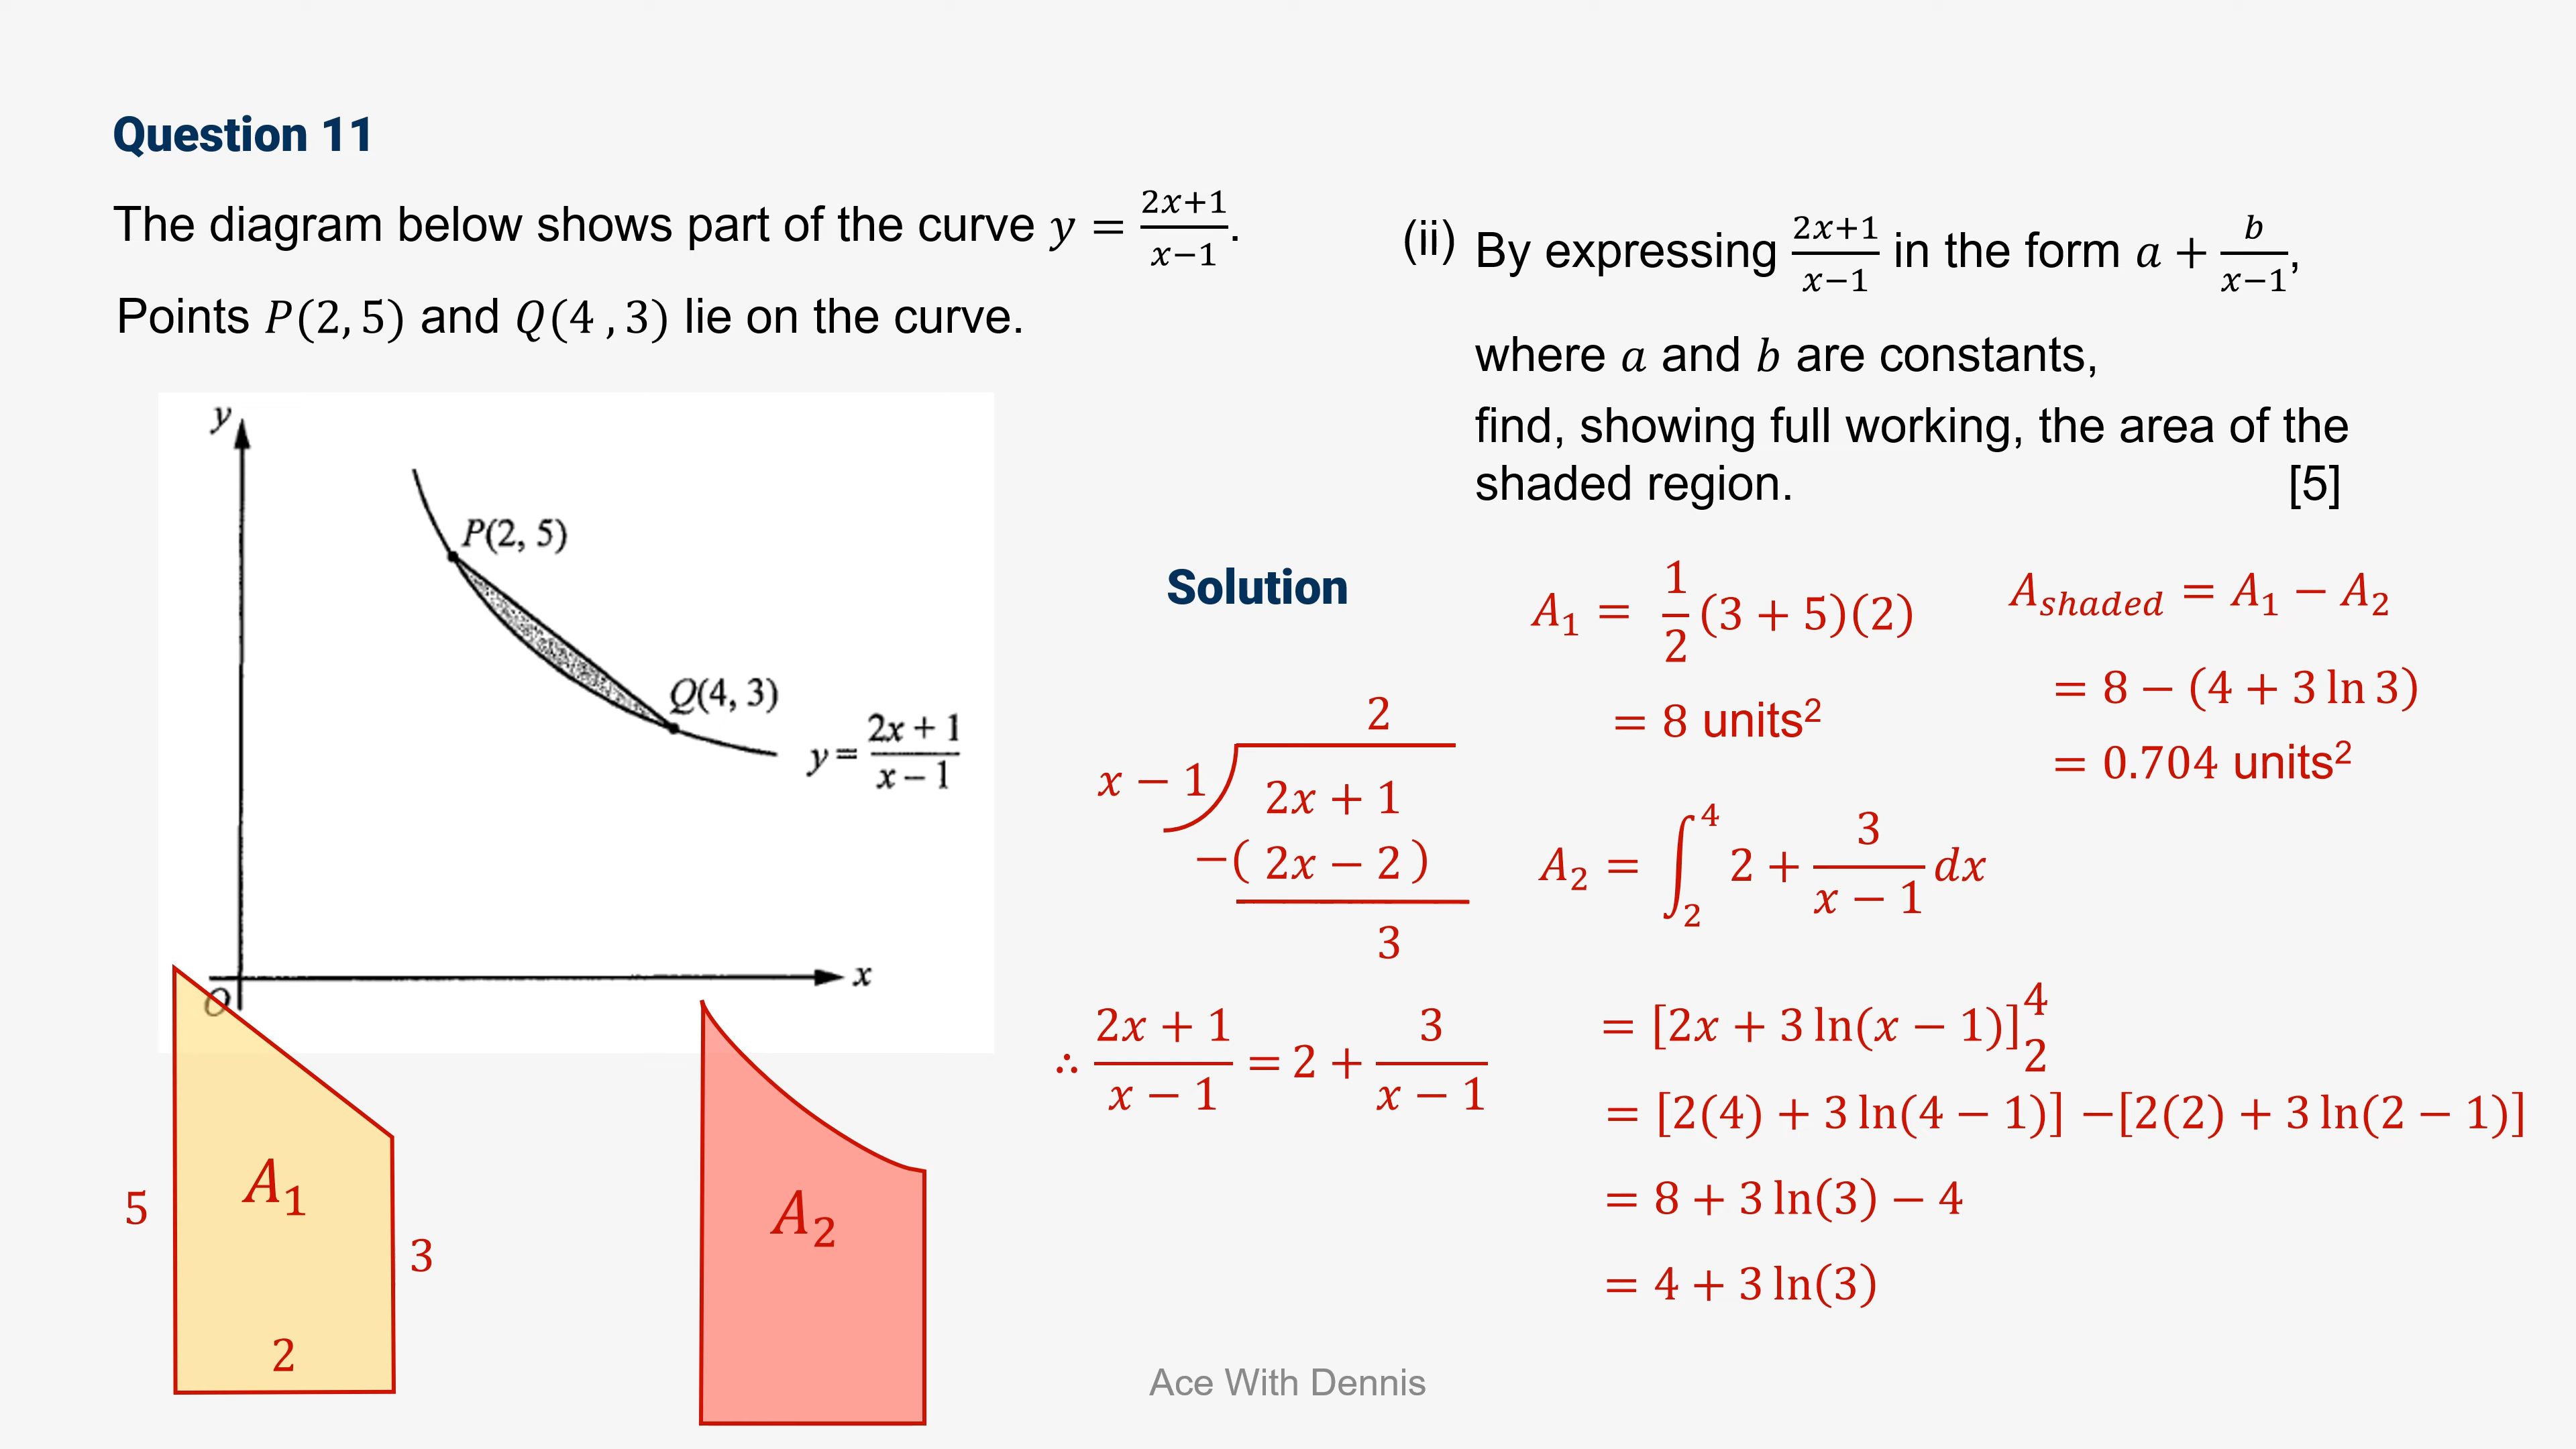 Question 11
The diagram below shows part of the curve y = (2x+1)/(x−1).
Points P(2, 5) and Q(4 , 3) lie on the curve.
y
P(2, 5)
Q(4, 3)
y = (2x + 1)/(x − 1)
x
O
A₁
5
3
2
A₂
(ii) By expressing (2x+1)/(x−1) in the form a + b/(x−1),
where a and b are constants,
find, showing full working, the area of the
shaded region. [5]
Solution
2
x − 1
2x + 1
−( 2x − 2 )
3
∴ (2x + 1)/(x − 1) = 2 + 3/(x − 1)
A₁ = 1/2 (3 + 5)(2)
= 8 units²
A₂ = ∫₂⁴ 2 + 3/(x − 1) dx
= [2x + 3 ln(x − 1)]₂⁴
= [2(4) + 3 ln(4 − 1)] −[2(2) + 3 ln(2 − 1)]
= 8 + 3 ln(3) − 4
= 4 + 3 ln(3)
A_shaded = A₁ − A₂
= 8 − (4 + 3 ln 3)
= 0.704 units²
Ace With Dennis